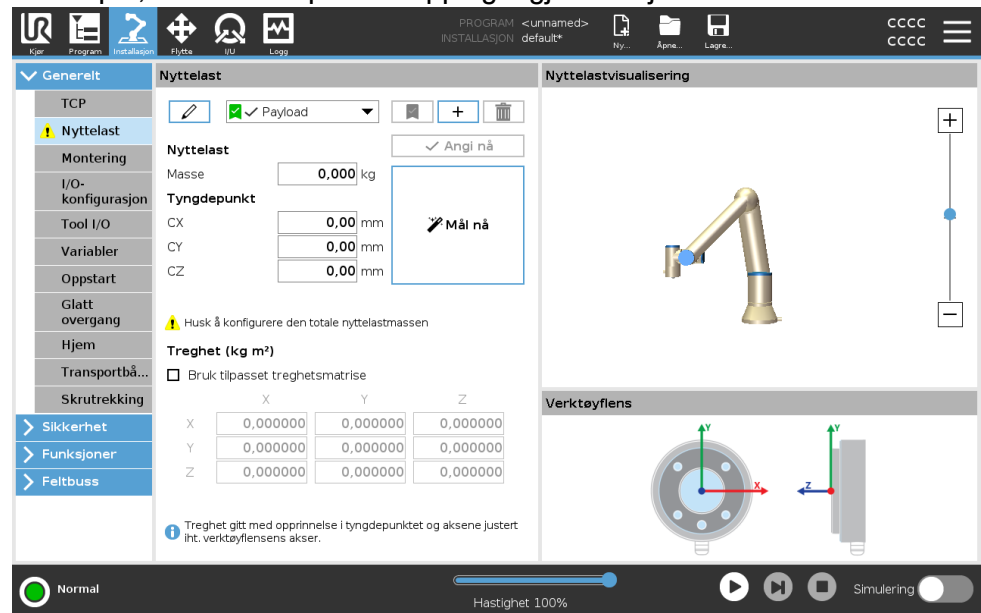 PROGRAM <unnamed>
INSTALLASJON default*
CCCC
CCCC
UR
Kjør Program Installasjon Flytte I/U Logg Ny... Åpne... Lagre...
Generelt
TCP
Nyttelast
Montering
I/O-
konfigurasjon
Tool I/O
Variabler
Oppstart
Glatt
overgang
Hjem
Transportbå...
Skrutrekking
Sikkerhet
Funksjoner
Feltbuss
Nyttelast
Payload
Nyttelast
Angi nå
Masse 0,000 kg
Tyngdepunkt
CX 0,00 mm
CY 0,00 mm
CZ 0,00 mm
Mål nå
Husk å konfigurere den totale nyttelastmassen
Treghet (kg m²)
Bruk tilpasset treghetsmatrise
X Y Z
X 0,000000 0,000000 0,000000
Y 0,000000 0,000000 0,000000
Z 0,000000 0,000000 0,000000
Treghet gitt med opprinnelse i tyngdepunktet og aksene justert
iht. verktøyflensens akser.
Nyttelastvisualisering
Verktøyflens
Y
X
Y
Z
Normal
Hastighet 100%
Simulering